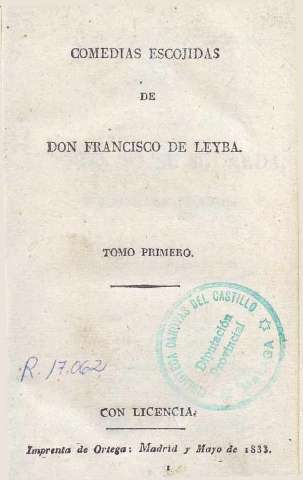 COMEDIAS ESCOJIDAS
DE
DON FRANCISCO DE LEYBA.
TOMO PRIMERO.
CANOVAS DEL CASTILLO
Diputación
Provincial
R. 17.062
CON LICENCIA:
Imprenta de Ortega: Madrid y Mayo de 1833.
1